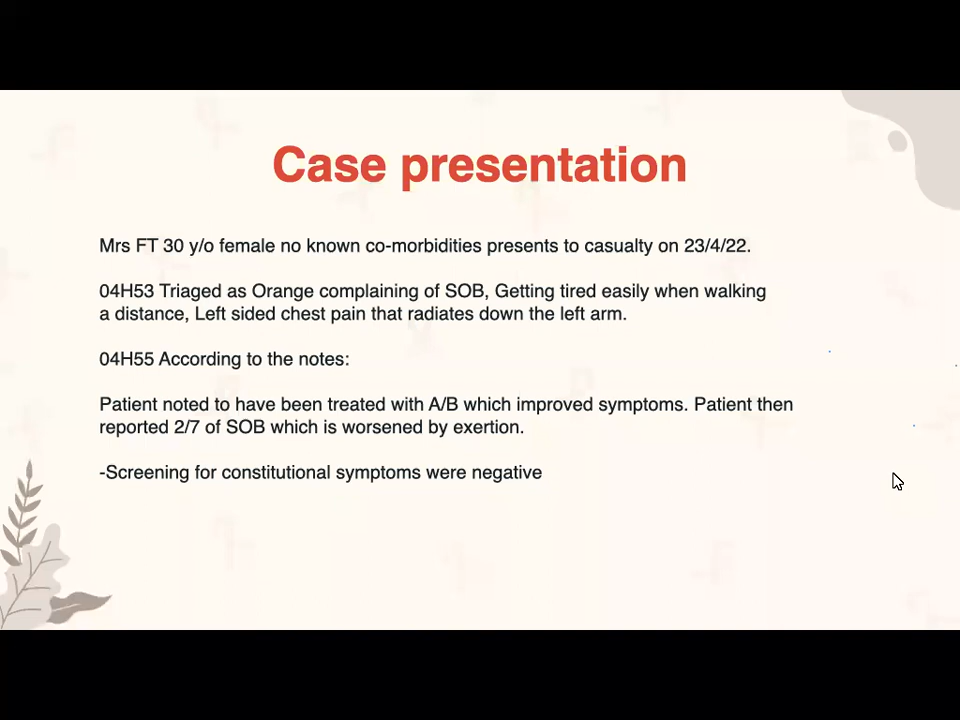 Case presentation
Mrs FT 30 y/o female no known co-morbidities presents to casualty on 23/4/22.
04H53 Triaged as Orange complaining of SOB, Getting tired easily when walking
a distance, Left sided chest pain that radiates down the left arm.
04H55 According to the notes:
Patient noted to have been treated with A/B which improved symptoms. Patient then
reported 2/7 of SOB which is worsened by exertion.
-Screening for constitutional symptoms were negative